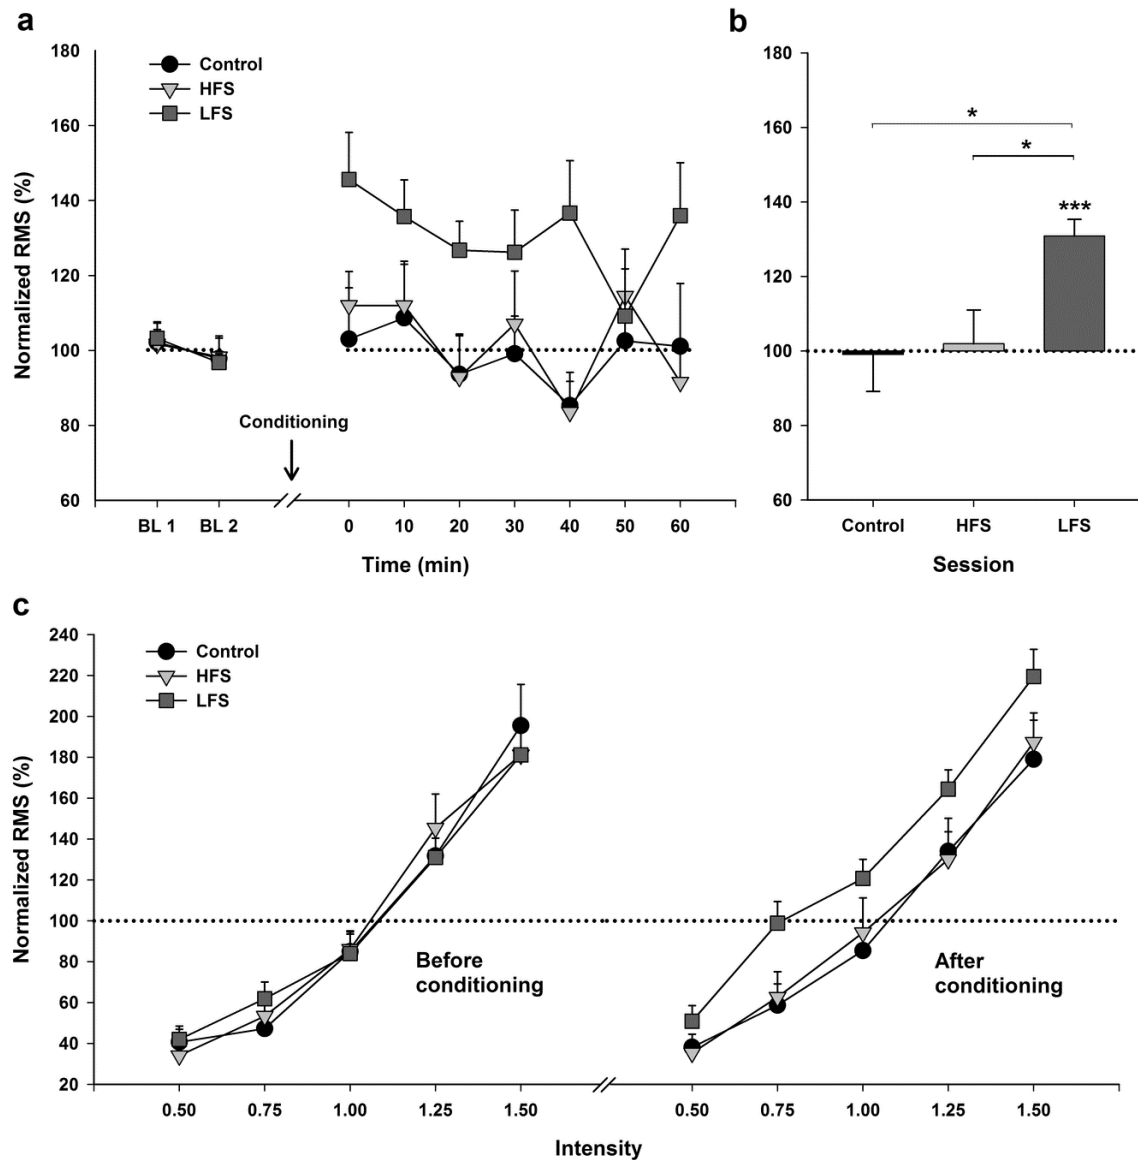 a
180
160
140
120
100
80
60
Normalized RMS (%)
Control
HFS
LFS
Conditioning
BL 1 BL 2 0 10 20 30 40 50 60
Time (min)
b
180
160
140
120
100
80
60
*
*
***
Control HFS LFS
Session
c
240
220
200
180
160
140
120
100
80
60
40
20
Normalized RMS (%)
Control
HFS
LFS
Before
conditioning
After
conditioning
0.50 0.75 1.00 1.25 1.50 0.50 0.75 1.00 1.25 1.50
Intensity